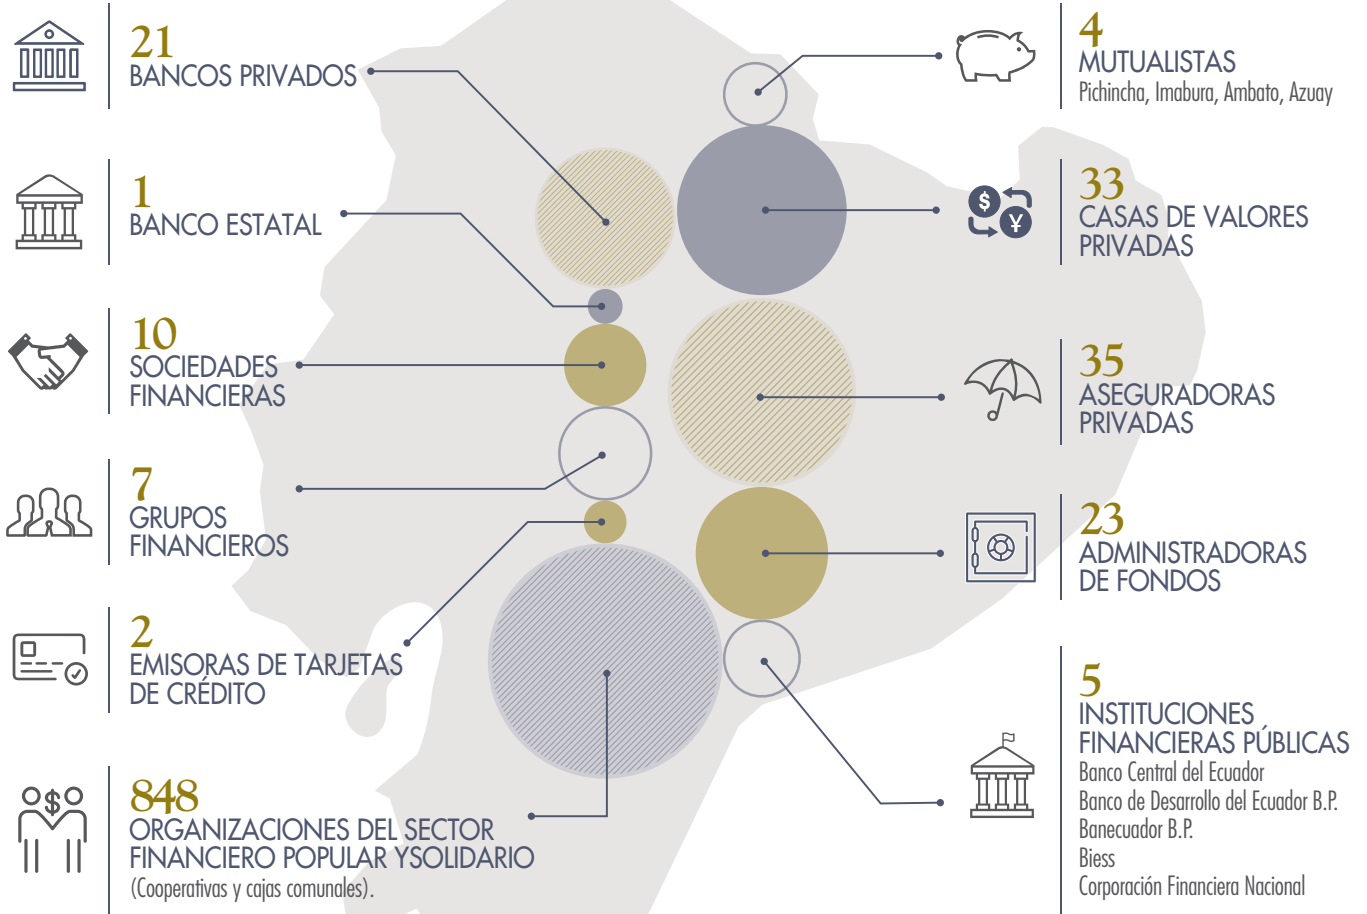 21
BANCOS PRIVADOS
1
BANCO ESTATAL
10
SOCIEDADES
FINANCIERAS
7
GRUPOS
FINANCIEROS
2
EMISORAS DE TARJETAS
DE CRÉDITO
848
ORGANIZACIONES DEL SECTOR
FINANCIERO POPULAR YSOLIDARIO
(Cooperativas y cajas comunales).
4
MUTUALISTAS
Pichincha, Imabura, Ambato, Azuay
$
¥
33
CASAS DE VALORES
PRIVADAS
35
ASEGURADORAS
PRIVADAS
23
ADMINISTRADORAS
DE FONDOS
5
INSTITUCIONES
FINANCIERAS PÚBLICAS
Banco Central del Ecuador
Banco de Desarrollo del Ecuador B.P.
Banecuador B.P.
Biess
Corporación Financiera Nacional
$